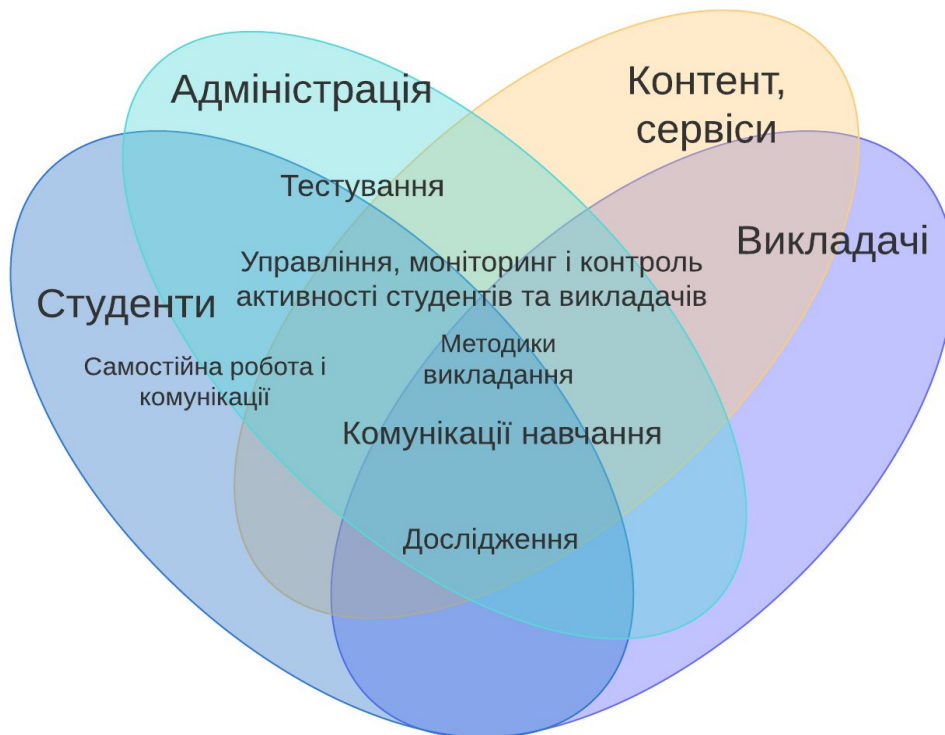 Адміністрація
Контент,
сервіси
Тестування
Викладачі
Управління, моніторинг і контроль
активності студентів та викладачів
Студенти
Методики
викладання
Самостійна робота і
комунікації
Комунікації навчання
Дослідження